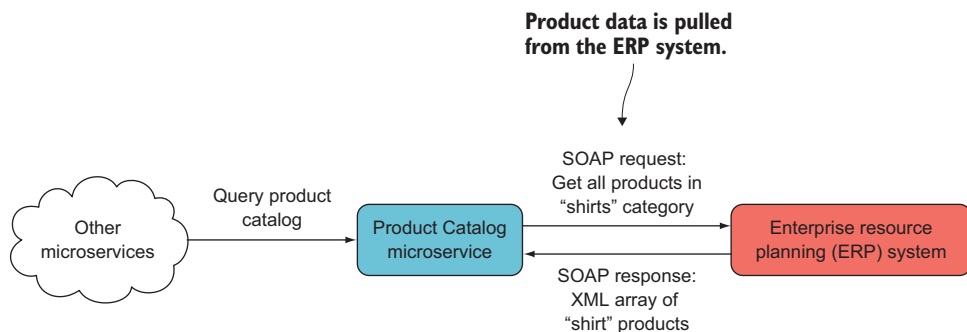 Product data is pulled
from the ERP system.
SOAP request:
Get all products in
“shirts” category
Query product
catalog
Other
microservices
Product Catalog
microservice
Enterprise resource
planning (ERP) system
SOAP response:
XML array of
“shirt” products